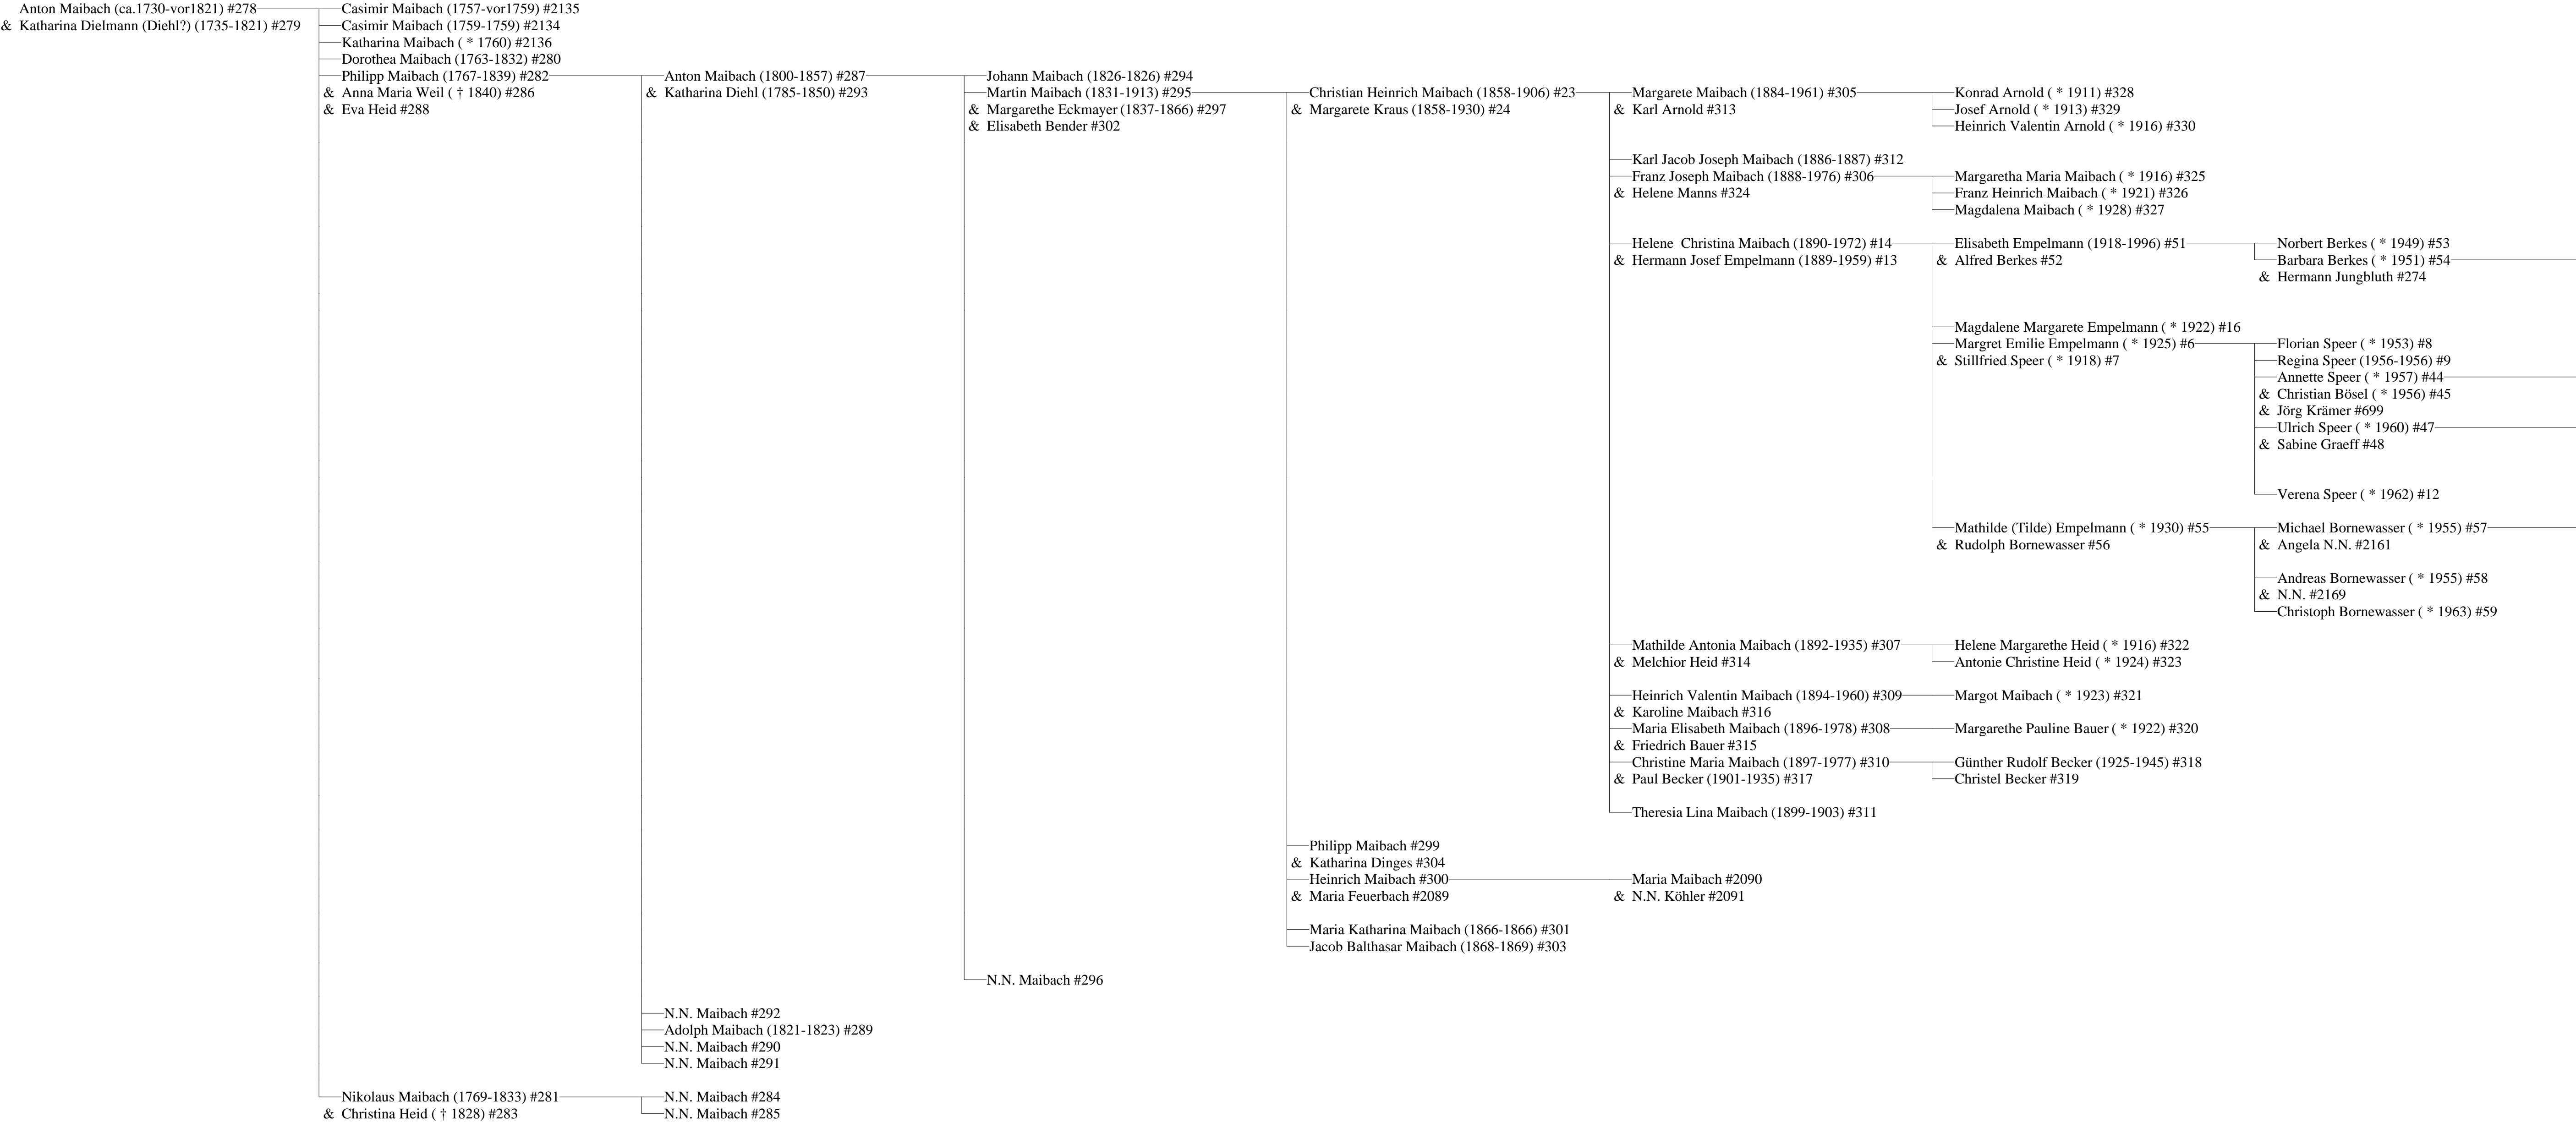 Anton Maibach (ca.1730-vor1821) #278
& Katharina Dielmann (Diehl?) (1735-1821) #279
Casimir Maibach (1757-vor1759) #2135
Casimir Maibach (1759-1759) #2134
Katharina Maibach ( * 1760) #2136
Dorothea Maibach (1763-1832) #280
Philipp Maibach (1767-1839) #282
& Anna Maria Weil ( † 1840) #286
& Eva Heid #288
Nikolaus Maibach (1769-1833) #281
& Christina Heid ( † 1828) #283
Anton Maibach (1800-1857) #287
& Katharina Diehl (1785-1850) #293
N.N. Maibach #292
Adolph Maibach (1821-1823) #289
N.N. Maibach #290
N.N. Maibach #291
N.N. Maibach #284
N.N. Maibach #285
Johann Maibach (1826-1826) #294
Martin Maibach (1831-1913) #295
& Margarethe Eckmayer (1837-1866) #297
& Elisabeth Bender #302
N.N. Maibach #296
Christian Heinrich Maibach (1858-1906) #23
& Margarete Kraus (1858-1930) #24
Philipp Maibach #299
& Katharina Dinges #304
Heinrich Maibach #300
& Maria Feuerbach #2089
Maria Katharina Maibach (1866-1866) #301
Jacob Balthasar Maibach (1868-1869) #303
Margarete Maibach (1884-1961) #305
& Karl Arnold #313
Karl Jacob Joseph Maibach (1886-1887) #312
Franz Joseph Maibach (1888-1976) #306
& Helene Manns #324
Helene Christina Maibach (1890-1972) #14
& Hermann Josef Empelmann (1889-1959) #13
Mathilde Antonia Maibach (1892-1935) #307
& Melchior Heid #314
Heinrich Valentin Maibach (1894-1960) #309
& Karoline Maibach #316
Maria Elisabeth Maibach (1896-1978) #308
& Friedrich Bauer #315
Christine Maria Maibach (1897-1977) #310
& Paul Becker (1901-1935) #317
Theresia Lina Maibach (1899-1903) #311
Maria Maibach #2090
& N.N. Köhler #2091
Konrad Arnold ( * 1911) #328
Josef Arnold ( * 1913) #329
Heinrich Valentin Arnold ( * 1916) #330
Margaretha Maria Maibach ( * 1916) #325
Franz Heinrich Maibach ( * 1921) #326
Magdalena Maibach ( * 1928) #327
Elisabeth Empelmann (1918-1996) #51
& Alfred Berkes #52
Magdalene Margarete Empelmann ( * 1922) #16
Margret Emilie Empelmann ( * 1925) #6
& Stillfried Speer ( * 1918) #7
Mathilde (Tilde) Empelmann ( * 1930) #55
& Rudolph Bornewasser #56
Helene Margarethe Heid ( * 1916) #322
Antonie Christine Heid ( * 1924) #323
Margot Maibach ( * 1923) #321
Margarethe Pauline Bauer ( * 1922) #320
Günther Rudolf Becker (1925-1945) #318
Christel Becker #319
Norbert Berkes ( * 1949) #53
Barbara Berkes ( * 1951) #54
& Hermann Jungbluth #274
Florian Speer ( * 1953) #8
Regina Speer (1956-1956) #9
Annette Speer ( * 1957) #44
& Christian Bösel ( * 1956) #45
& Jörg Krämer #699
Ulrich Speer ( * 1960) #47
& Sabine Graeff #48
Verena Speer ( * 1962) #12
Michael Bornewasser ( * 1955) #57
& Angela N.N. #2161
Andreas Bornewasser ( * 1955) #58
& N.N. #2169
Christoph Bornewasser ( * 1963) #59